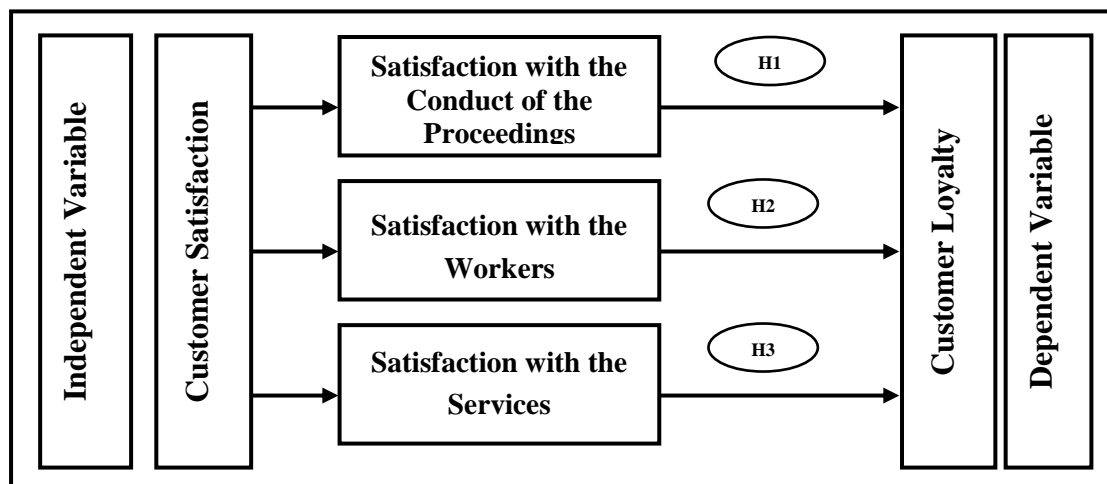 Independent Variable
Customer Satisfaction
Satisfaction with the
Conduct of the
Proceedings
H1
Satisfaction with the
Workers
H2
Satisfaction with the
Services
H3
Customer Loyalty
Dependent Variable